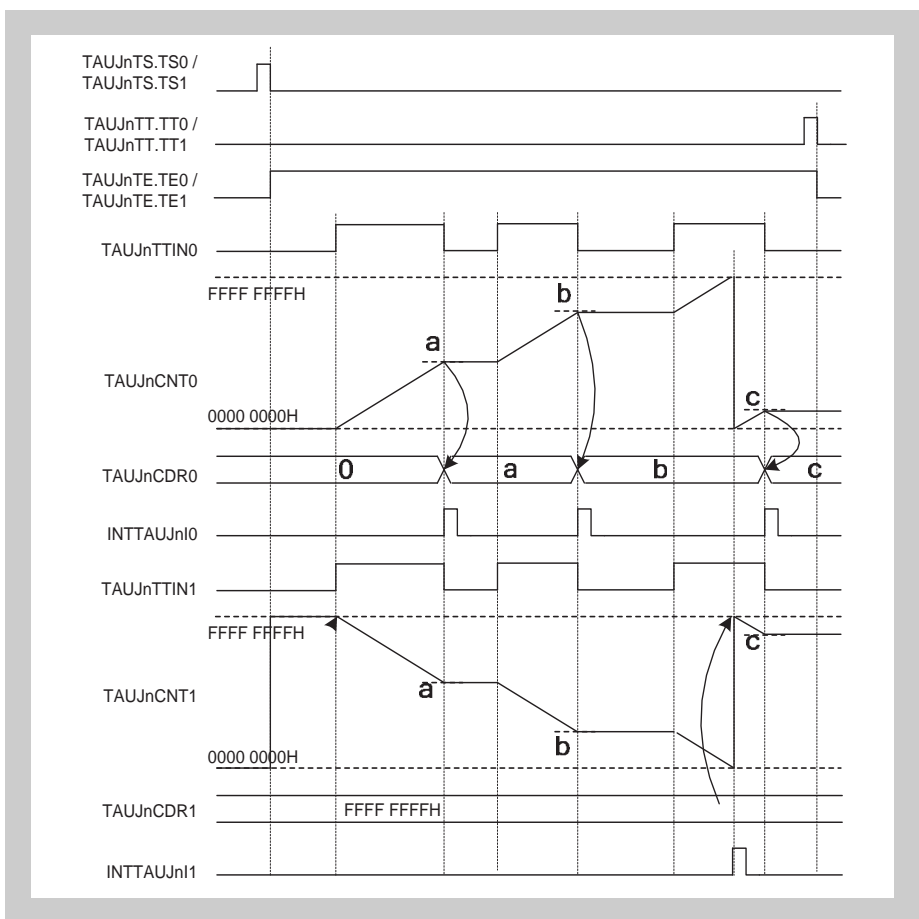 TAUJnTS.TS0 /
TAUJnTS.TS1
TAUJnTT.TT0 /
TAUJnTT.TT1
TAUJnTE.TE0 /
TAUJnTE.TE1
TAUJnTTIN0
FFFF FFFFH
b
a
TAUJnCNT0
c
0000 0000H
TAUJnCDR0
0
a
b
c
INTTAUJnI0
TAUJnTTIN1
FFFF FFFFH
c
a
TAUJnCNT1
b
0000 0000H
TAUJnCDR1
FFFF FFFFH
INTTAUJnI1